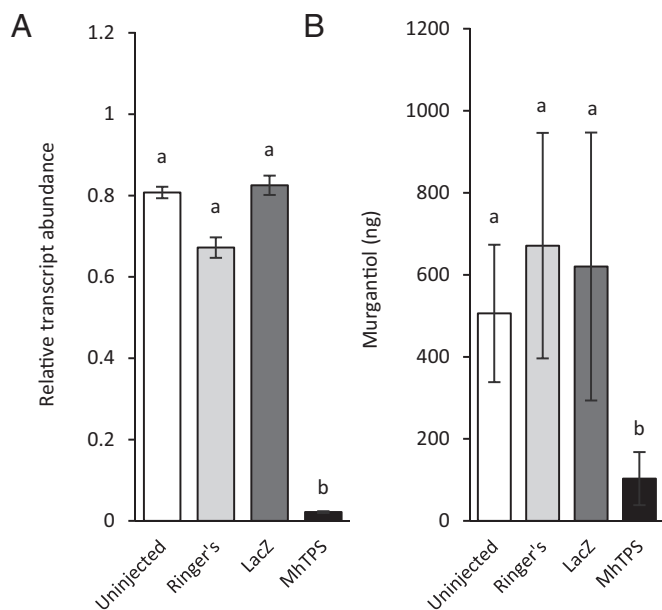 A
Relative transcript abundance
1.2
1
0.8
0.6
0.4
0.2
0
a
a
a
b
Uninjected
Ringer's
LacZ
MhTPS
B
Murgantiol (ng)
1200
1000
800
600
400
200
0
a
a
a
b
Uninjected
Ringer's
LacZ
MhTPS